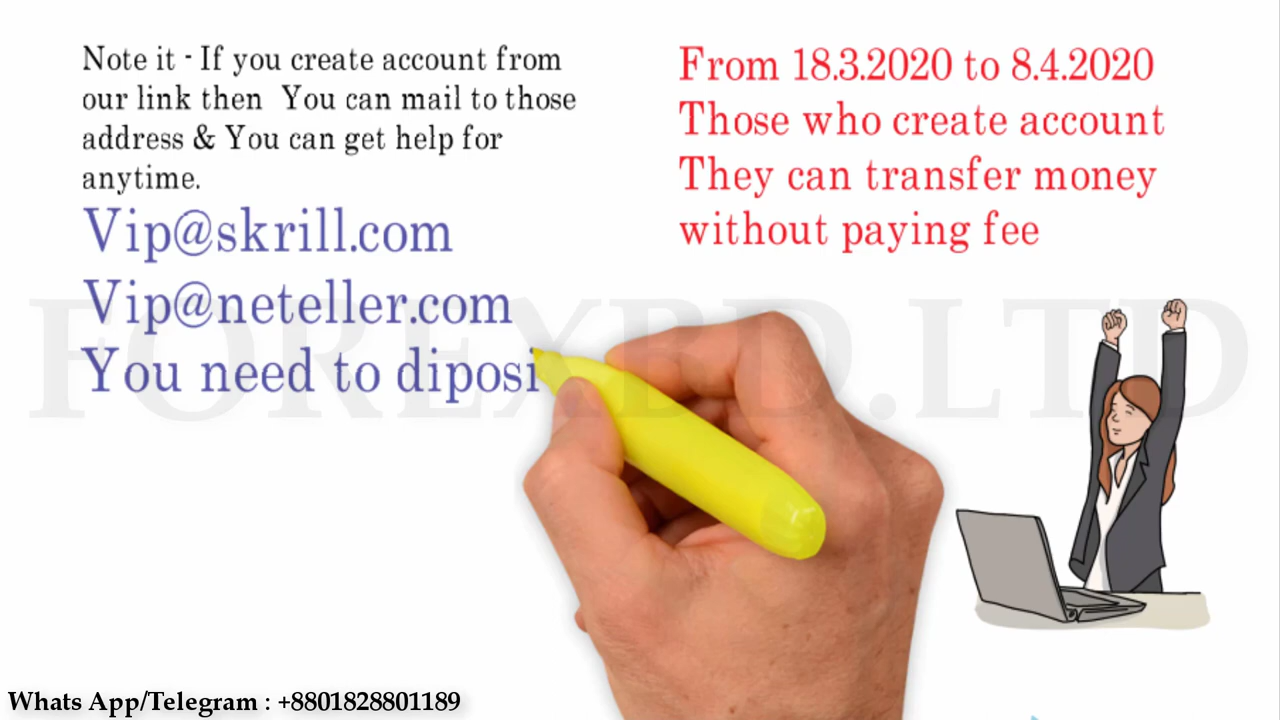 Note it - If you create account from
our link then You can mail to those
address & You can get help for
anytime.
Vip@skrill.com
Vip@neteller.com
You need to diposi
From 18.3.2020 to 8.4.2020
Those who create account
They can transfer money
without paying fee
FOREXBD.LTD
Whats App/Telegram : +8801828801189